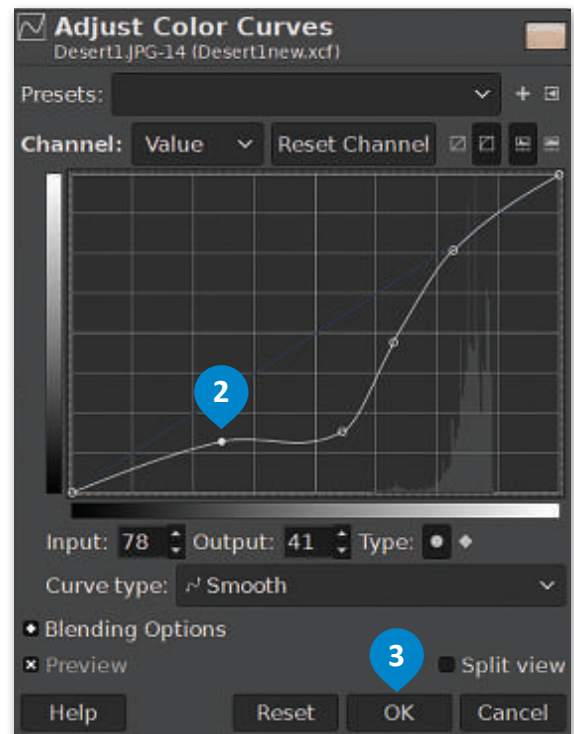 Adjust Color Curves
Desert1.JPG-14 (Desert1new.xcf)
Presets:
Channel: Value Reset Channel
2
Input: 78 Output: 41 Type:
Curve type: Smooth
Blending Options
Preview 3 Split view
Help Reset OK Cancel